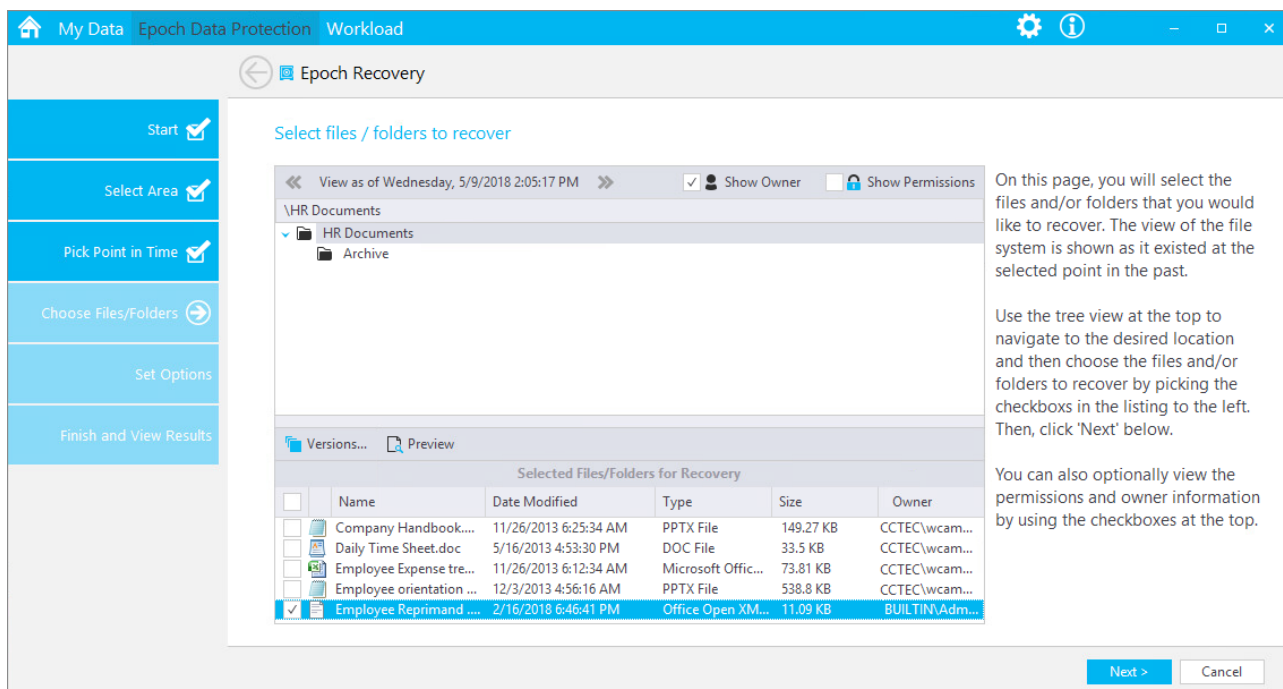 My Data Epoch Data Protection Workload
Epoch Recovery
Start
Select Area
Pick Point in Time
Choose Files/Folders
Set Options
Finish and View Results
Select files / folders to recover
View as of Wednesday, 5/9/2018 2:05:17 PM Show Owner Show Permissions
\HR Documents
HR Documents
Archive
Versions... Preview
Selected Files/Folders for Recovery
Name Date Modified Type Size Owner
Company Handbook.... 11/26/2013 6:25:34 AM PPTX File 149.27 KB CCTEC\wcam...
Daily Time Sheet.doc 5/16/2013 4:53:30 PM DOC File 33.5 KB CCTEC\wcam...
Employee Expense tre... 11/26/2013 6:12:34 AM Microsoft Offic... 73.81 KB CCTEC\wcam...
Employee orientation ... 12/3/2013 4:56:16 AM PPTX File 538.8 KB CCTEC\wcam...
Employee Reprimand .... 2/16/2018 6:46:41 PM Office Open XM... 11.09 KB BUILTIN\Adm...
On this page, you will select the
files and/or folders that you would
like to recover. The view of the file
system is shown as it existed at the
selected point in the past.
Use the tree view at the top to
navigate to the desired location
and then choose the files and/or
folders to recover by picking the
checkboxs in the listing to the left.
Then, click 'Next' below.
You can also optionally view the
permissions and owner information
by using the checkboxes at the top.
Next > Cancel